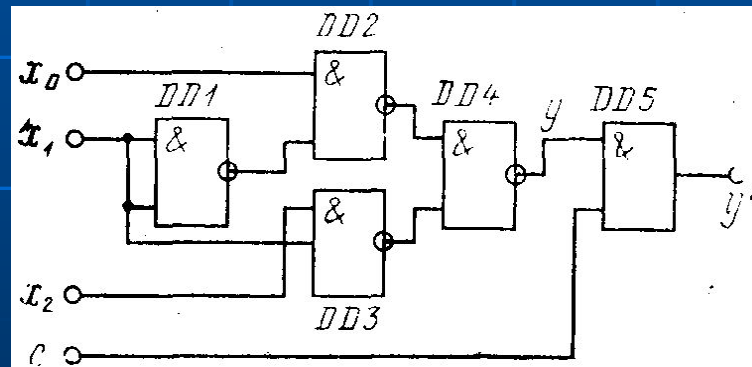 DD2
x₀
DD1
&
DD4
y
DD5
x₁
&
&
&
&
y'
x₂
DD3
C